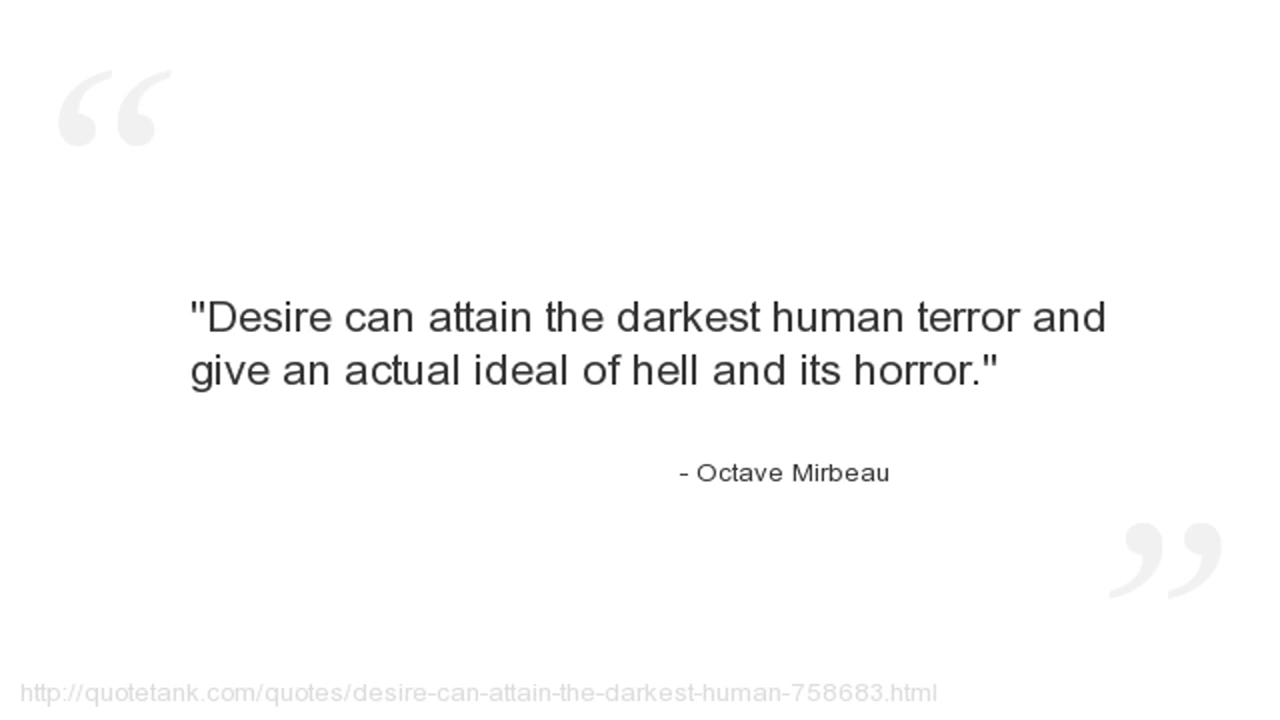 "Desire can attain the darkest human terror and
give an actual ideal of hell and its horror."
- Octave Mirbeau
http://quotetank.com/quotes/desire-can-attain-the-darkest-human-758683.html